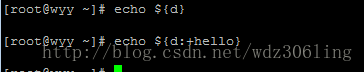 [root@wyy ~]# echo ${d}
[root@wyy ~]# echo ${d:+hello}
http://blog.csdn.net/wdz306ling
[root@wyy ~]#